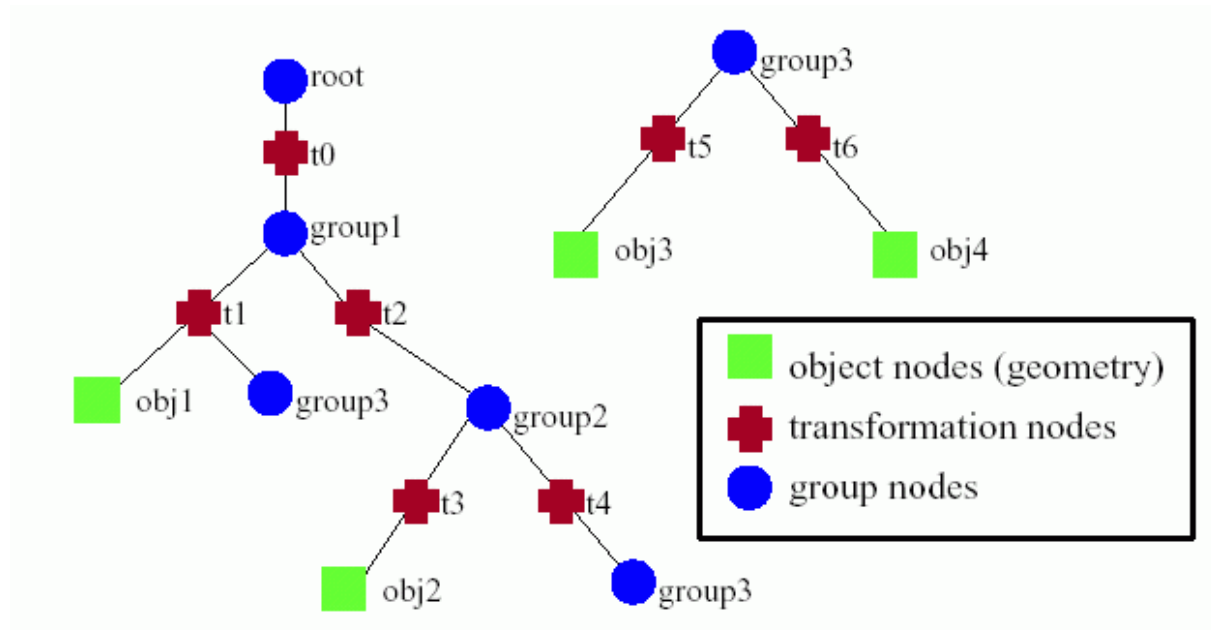 root
group3
t0
t5
t6
group1
obj3
obj4
t1
t2
obj1
group3
group2
t3
t4
obj2
group3
object nodes (geometry)
transformation nodes
group nodes